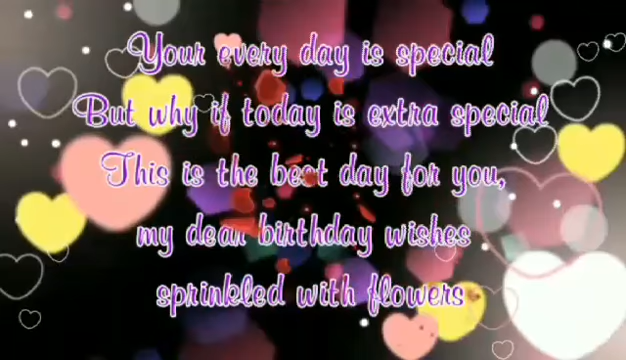 Your every day is special
But why if today is extra special
This is the best day for you,
my dear birthday wishes
sprinkled with flowers